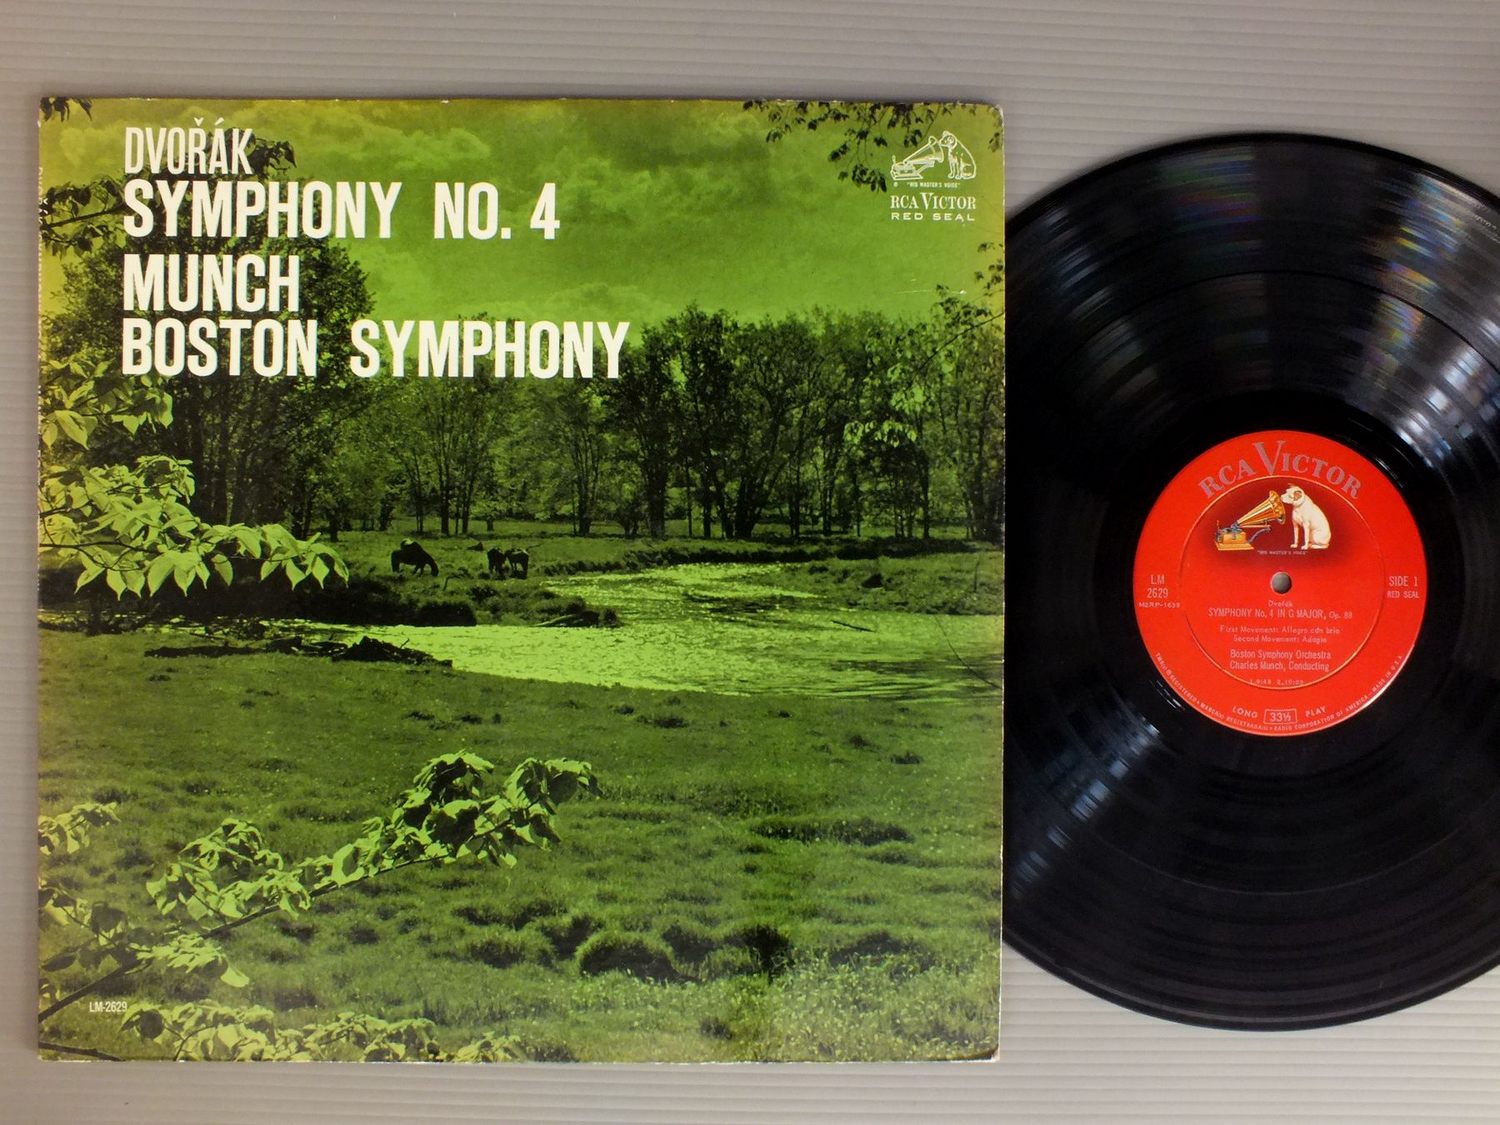 DVOŘÁK
SYMPHONY NO. 4
MUNCH
BOSTON SYMPHONY
"HIS MASTER'S VOICE"
RCA VICTOR
RED SEAL
LM-2629
RCA VICTOR
"HIS MASTER'S VOICE"
LM
2629
SIDE 1
RED SEAL
Dvořák
SYMPHONY No. 4 IN G MAJOR, Op. 88
First Movement: Allegro con brio
Second Movement: Adagio
Boston Symphony Orchestra
Charles Munch, Conducting
LONG 33⅓ PLAY